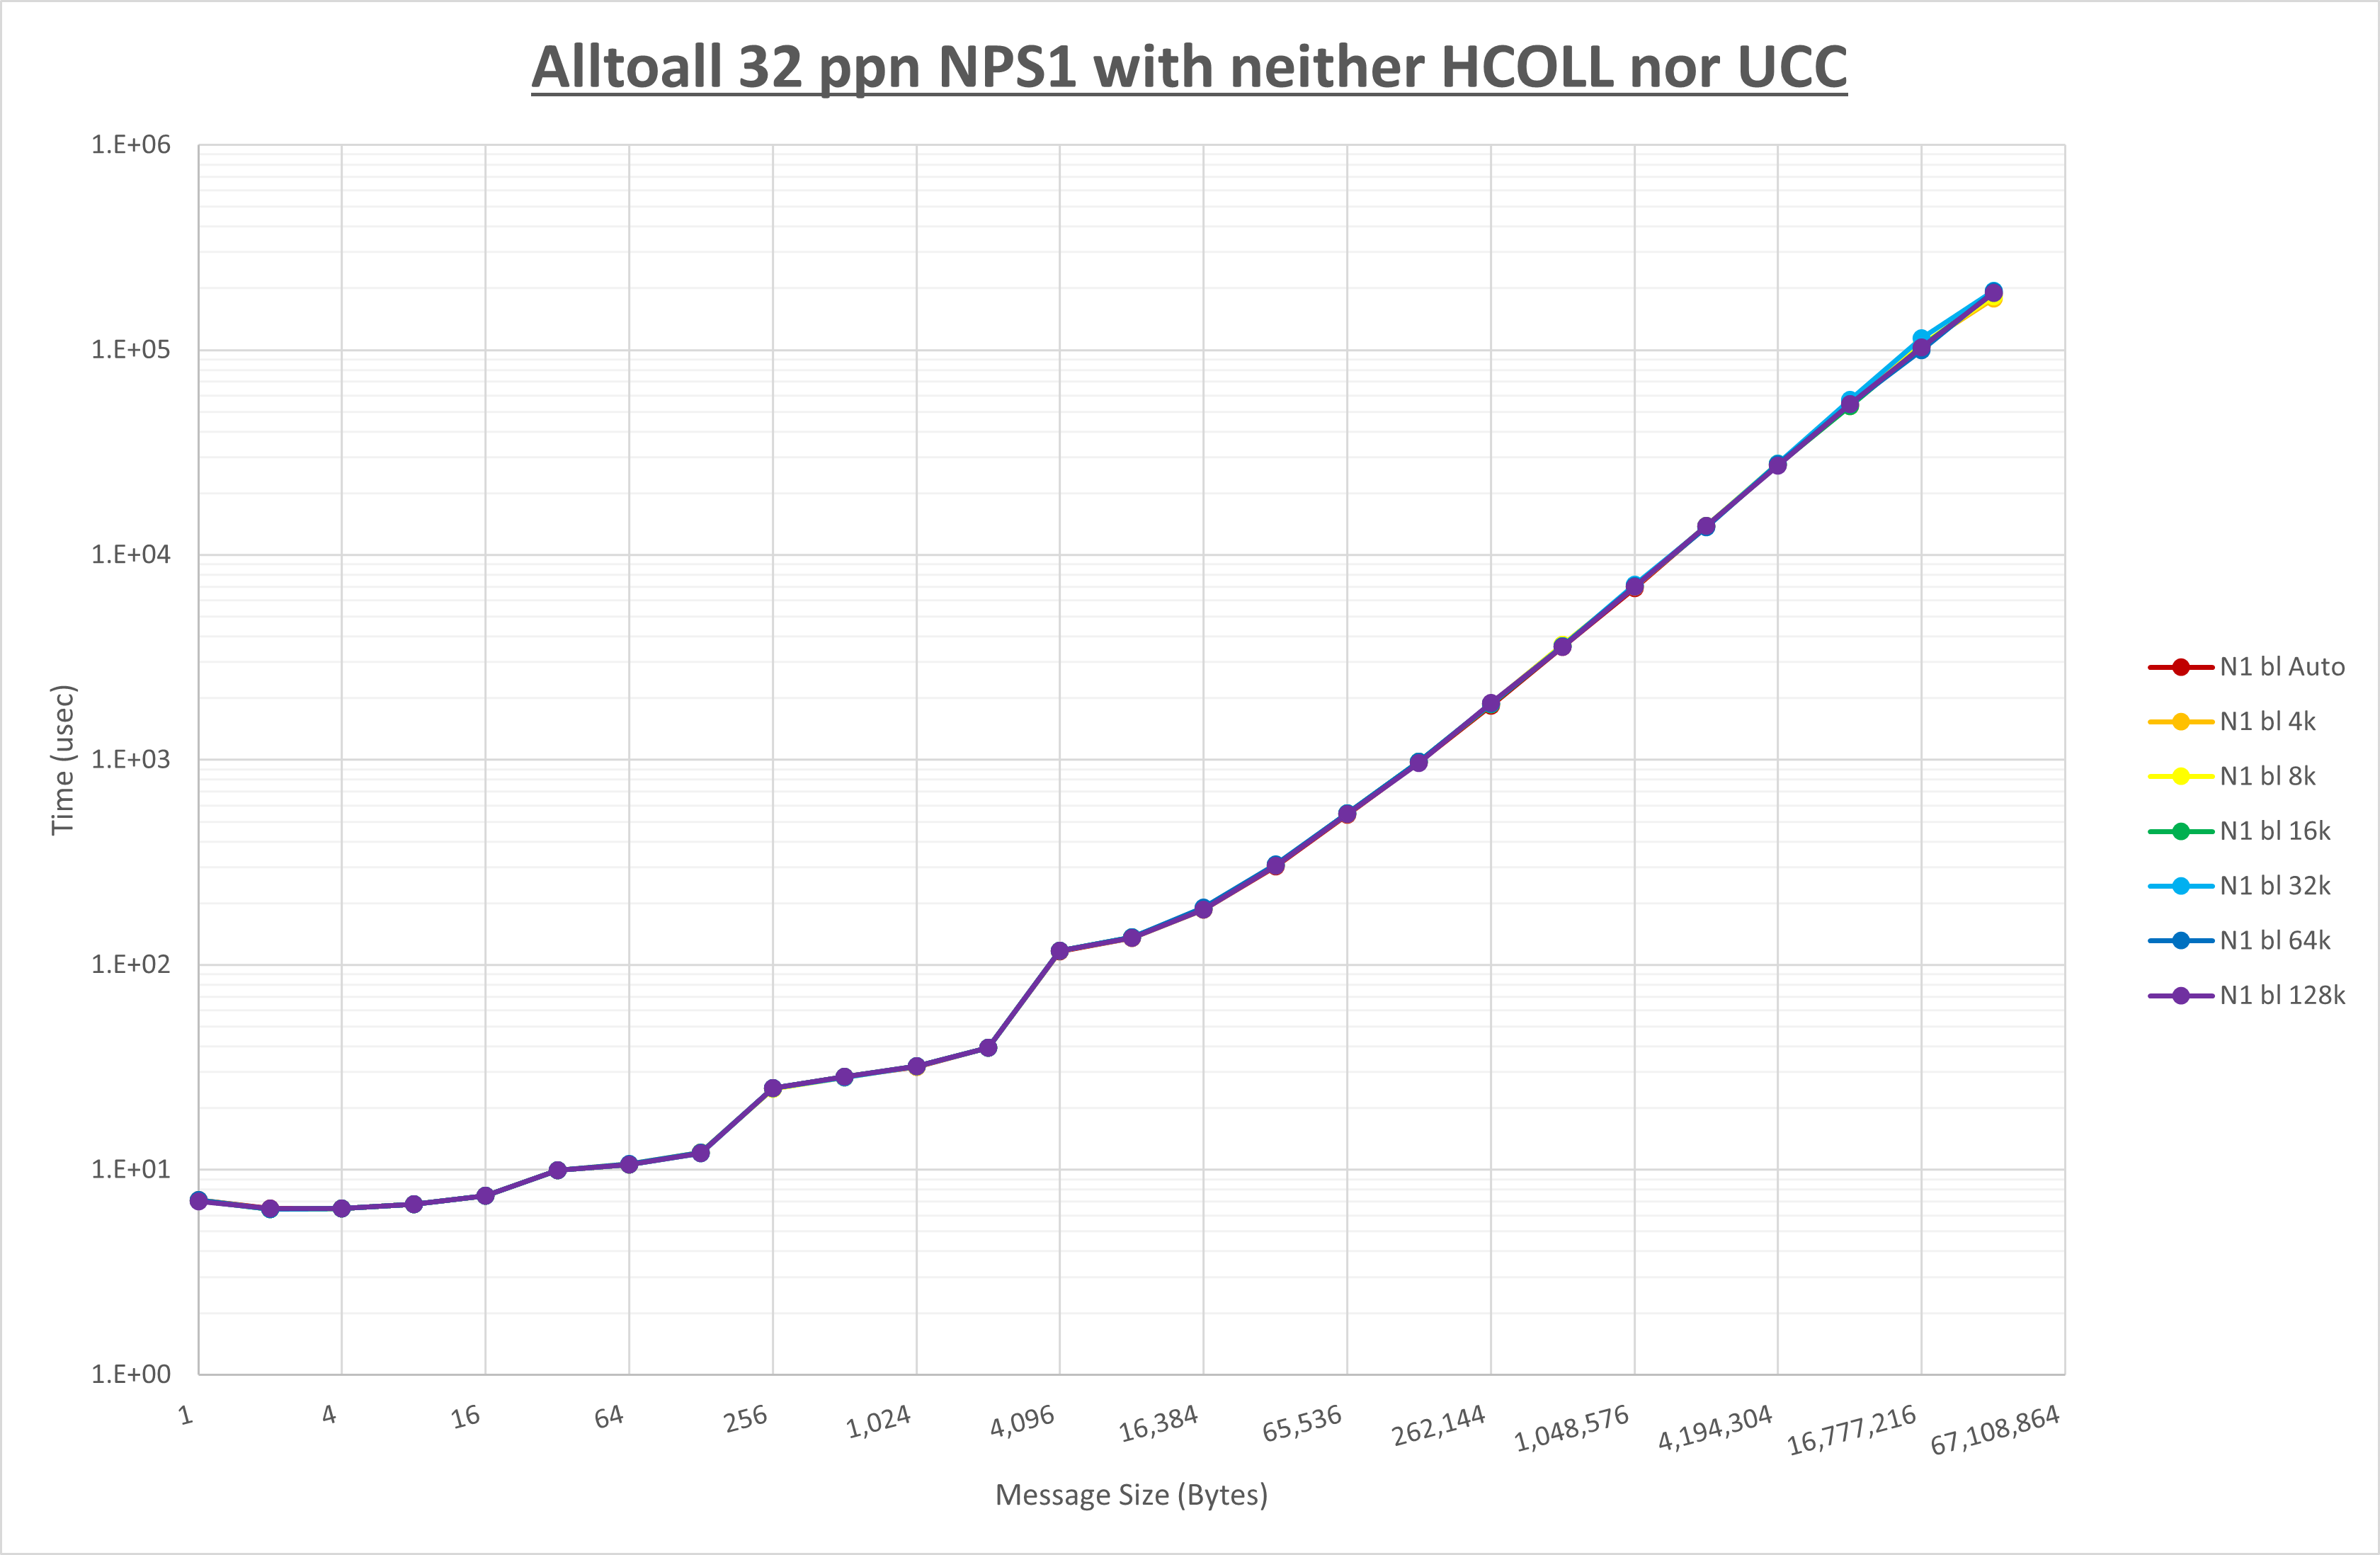 Alltoall 32 ppn NPS1 with neither HCOLL nor UCC
1.E+06
1.E+05
1.E+04
1.E+03
1.E+02
1.E+01
1.E+00
Time (usec)
1
4
16
64
256
1,024
4,096
16,384
65,536
262,144
1,048,576
4,194,304
16,777,216
67,108,864
Message Size (Bytes)
N1 bl Auto
N1 bl 4k
N1 bl 8k
N1 bl 16k
N1 bl 32k
N1 bl 64k
N1 bl 128k